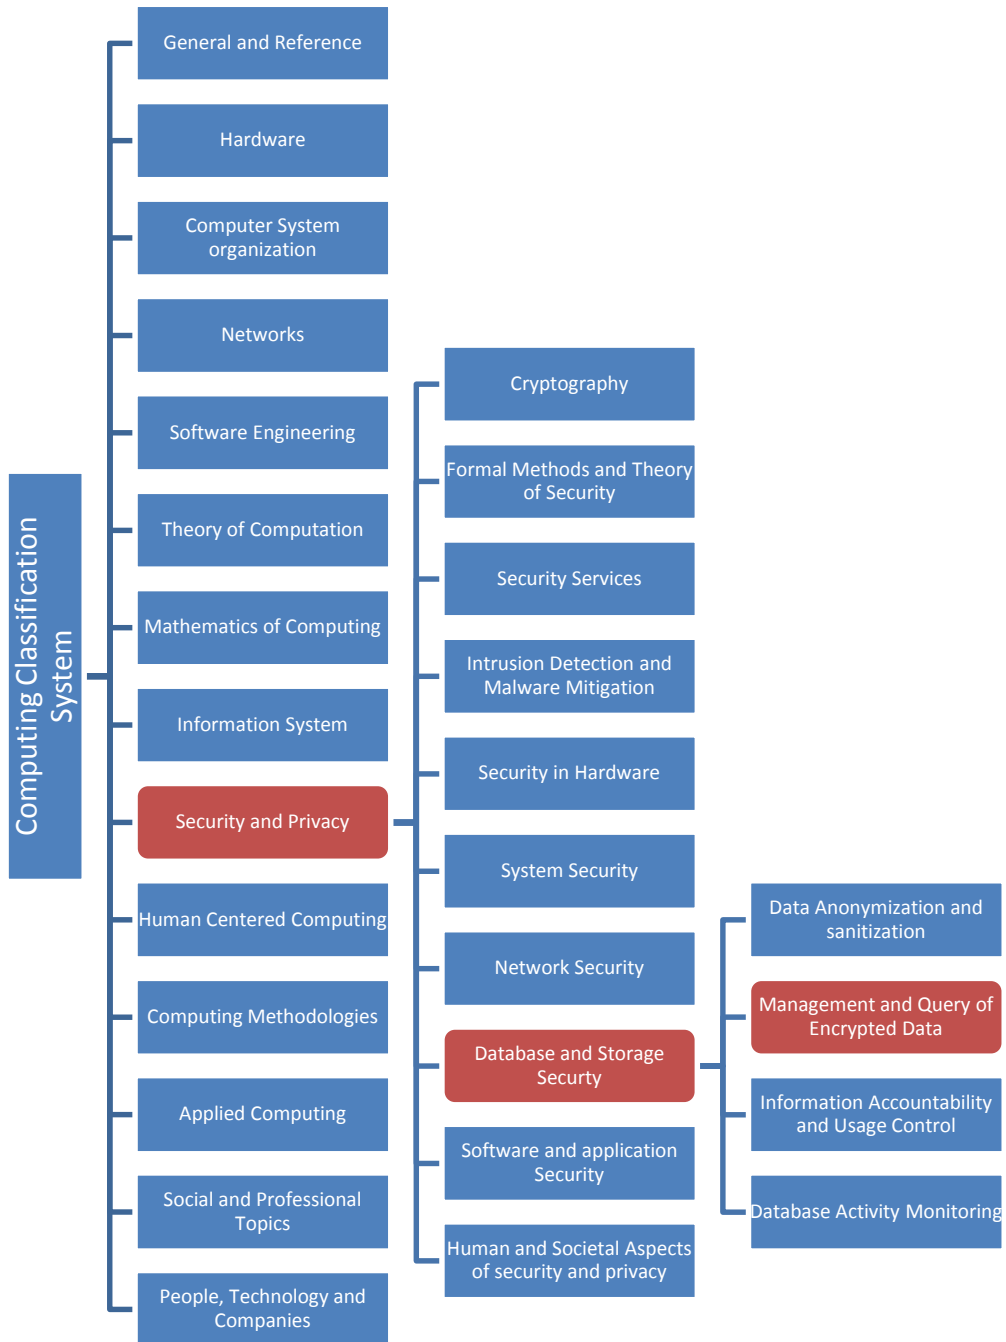 Computing Classification
System
General and Reference
Hardware
Computer System
organization
Networks
Software Engineering
Theory of Computation
Mathematics of Computing
Information System
Security and Privacy
Human Centered Computing
Computing Methodologies
Applied Computing
Social and Professional
Topics
People, Technology and
Companies
Cryptography
Formal Methods and Theory
of Security
Security Services
Intrusion Detection and
Malware Mitigation
Security in Hardware
System Security
Network Security
Database and Storage
Securty
Software and application
Security
Human and Societal Aspects
of security and privacy
Data Anonymization and
sanitization
Management and Query of
Encrypted Data
Information Accountability
and Usage Control
Database Activity Monitoring